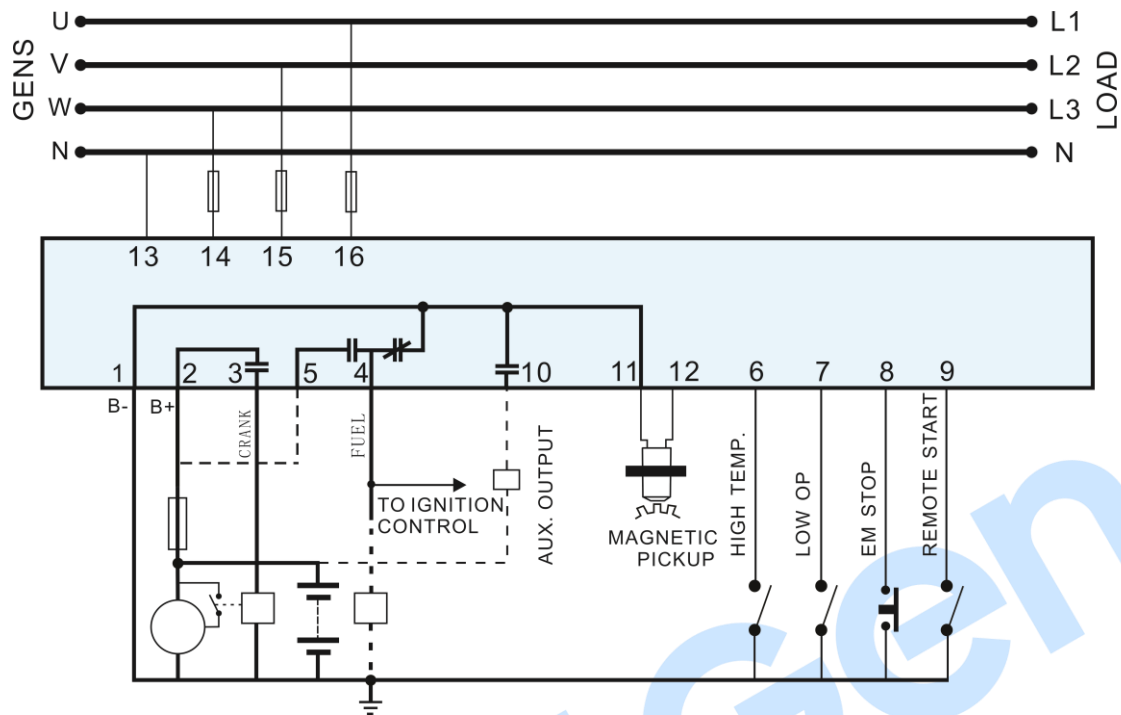 U
L1
GENS
V
L2
LOAD
W
L3
N
N
13 14 15 16
1 2 3 5 4 10 11 12 6 7 8 9
B-
B+
CRANK
FUEL
TO IGNITION
CONTROL
AUX. OUTPUT
MAGNETIC
PICKUP
HIGH TEMP.
LOW OP
EM STOP
REMOTE START
Gen